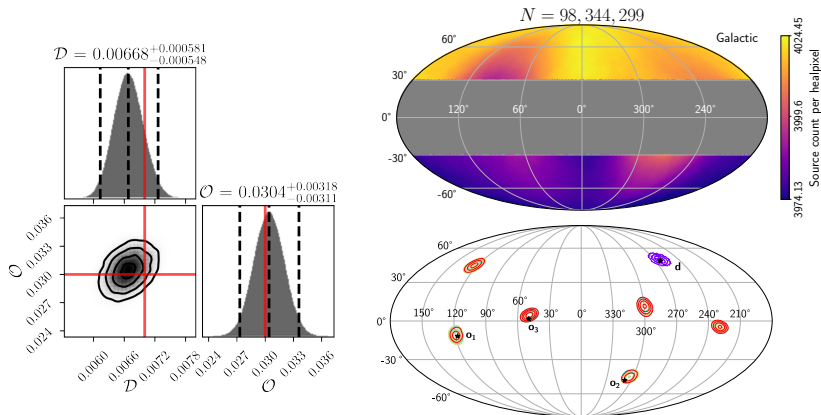 N = 98, 344, 299
Galactic
60°
30°
0°
-30°
-60°
120° 60° 0° 300° 240°
4024.45
3999.6
3974.13
Source count per healpixel
𝒟 = 0.00668^{+0.000581}_{-0.000548}
𝒪 = 0.0304^{+0.00318}_{-0.00311}
0.036
0.033
0.030
0.027
0.024
𝒪
0.0060 0.0066 0.0072 0.0078
𝒟
0.024 0.027 0.030 0.033 0.036
𝒪
60°
30°
0°
-30°
-60°
150° 120° 90° 60° 30° 0° 330° 300° 270° 240° 210°
d
o₁
o₃
o₂